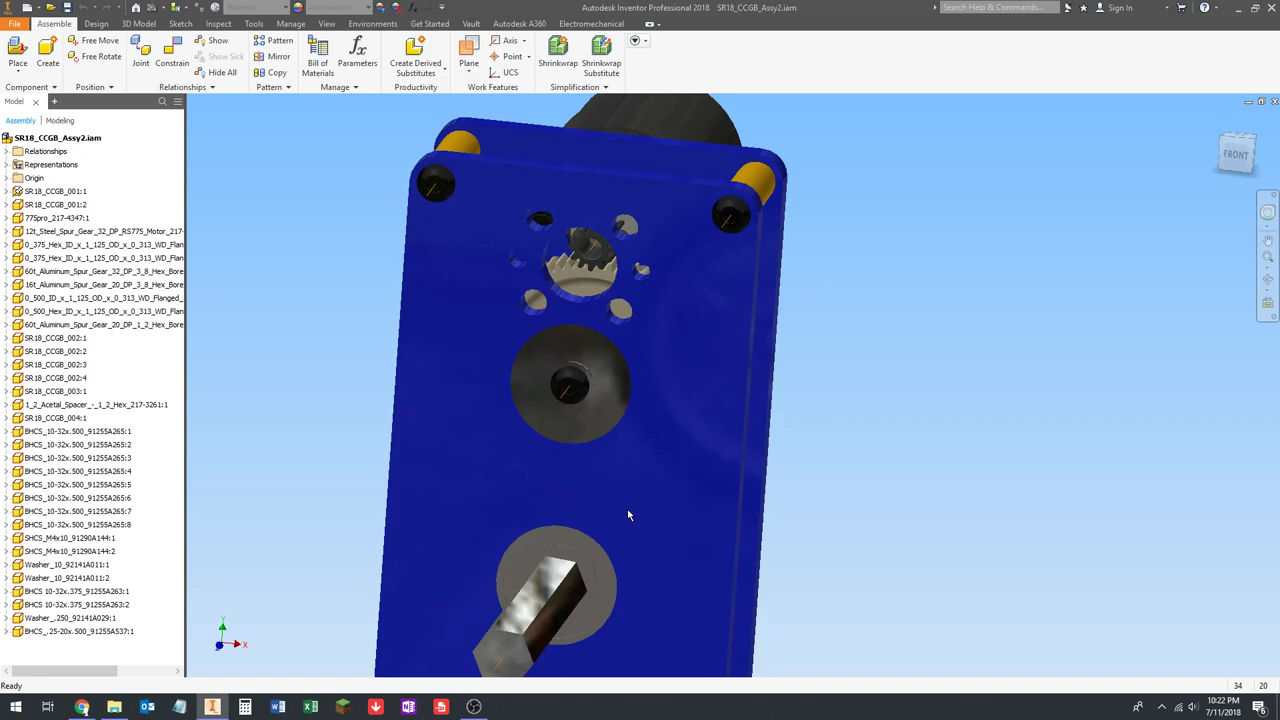 Autodesk Inventor Professional 2018   SR18_CCGB_Assy2.iam
Search Help & Commands...
Sign In
File
Assemble
Design
3D Model
Sketch
Inspect
Tools
Manage
View
Environments
Get Started
Vault
Autodesk A360
Electromechanical
Place
Create
Free Move
Free Rotate
Joint
Constrain
Show
Show Sick
Hide All
Pattern
Mirror
Copy
Bill of
Materials
Parameters
Create Derived
Substitutes
Plane
Axis
Point
UCS
Shrinkwrap
Shrinkwrap
Substitute
Component
Position
Relationships
Pattern
Manage
Productivity
Work Features
Simplification
Model
Assembly
Modeling
SR18_CCGB_Assy2.iam
Relationships
Representations
Origin
SR18_CCGB_001:1
SR18_CCGB_001:2
775pro_217-4347:1
12t_Steel_Spur_Gear_32_DP_RS775_Motor_217-
0_375_Hex_ID_x_1_125_OD_x_0_313_WD_Flan
0_375_Hex_ID_x_1_125_OD_x_0_313_WD_Flan
60t_Aluminum_Spur_Gear_32_DP_3_8_Hex_Bore
16t_Aluminum_Spur_Gear_20_DP_3_8_Hex_Bore
0_500_ID_x_1_125_OD_x_0_313_WD_Flanged_
0_500_Hex_ID_x_1_125_OD_x_0_313_WD_Flang
60t_Aluminum_Spur_Gear_20_DP_1_2_Hex_Bore
SR18_CCGB_002:1
SR18_CCGB_002:2
SR18_CCGB_002:3
SR18_CCGB_002:4
SR18_CCGB_003:1
1_2_Acetal_Spacer_-_1_2_Hex_217-3261:1
SR18_CCGB_004:1
BHCS_10-32x.500_91255A265:1
BHCS_10-32x.500_91255A265:2
BHCS_10-32x.500_91255A265:3
BHCS_10-32x.500_91255A265:4
BHCS_10-32x.500_91255A265:5
BHCS_10-32x.500_91255A265:6
BHCS_10-32x.500_91255A265:7
BHCS_10-32x.500_91255A265:8
SHCS_M4x10_91290A144:1
SHCS_M4x10_91290A144:2
Washer_10_92141A011:1
Washer_10_92141A011:2
BHCS 10-32x.375_91255A263:1
BHCS 10-32x.375_91255A263:2
Washer_.250_92141A029:1
BHCS_.25-20x.500_91255A537:1
FRONT
Y
X
Z
Ready
34
20
10:22 PM
7/11/2018